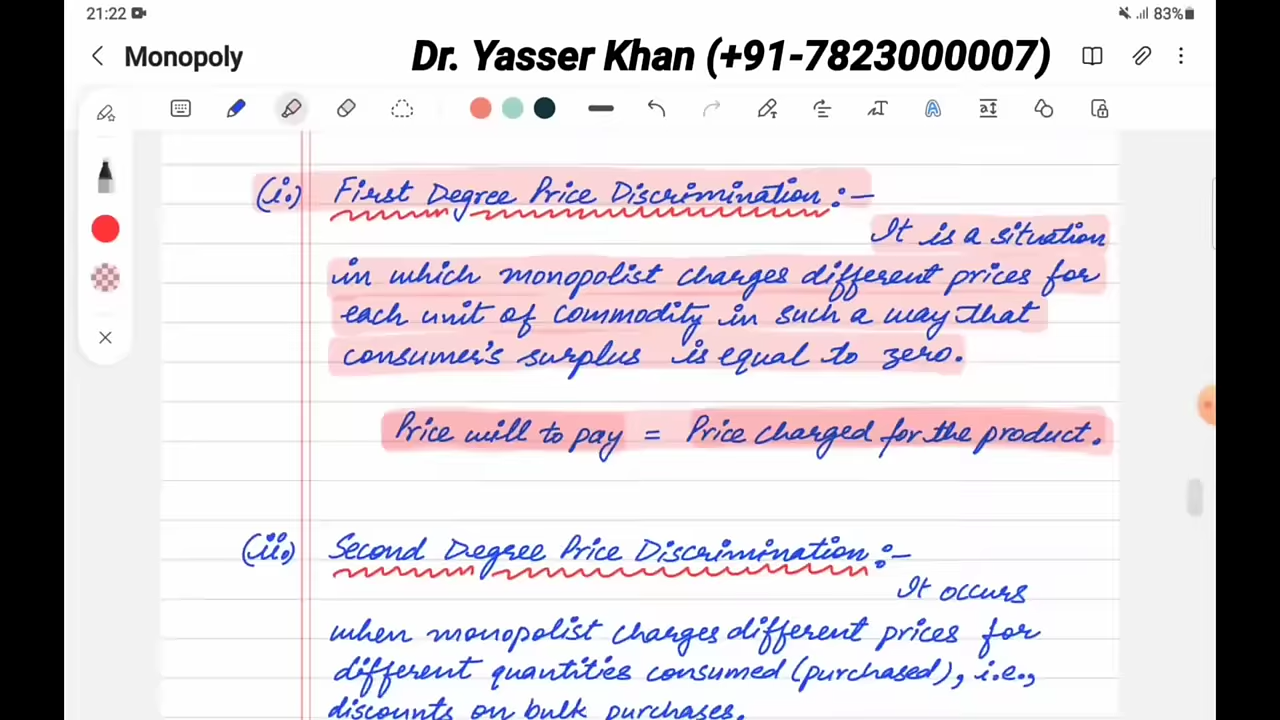 21:22
83%
Monopoly
Dr. Yasser Khan (+91-7823000007)
(i.) First Degree Price Discrimination :-
It is a situation
in which monopolist charges different prices for
each unit of commodity in such a way that
consumer's surplus is equal to zero.
Price will to pay = Price charged for the product.
(ii.) Second Degree Price Discrimination :-
It occurs
when monopolist charges different prices for
different quantities consumed (purchased), i.e.,
discounts on bulk purchases.